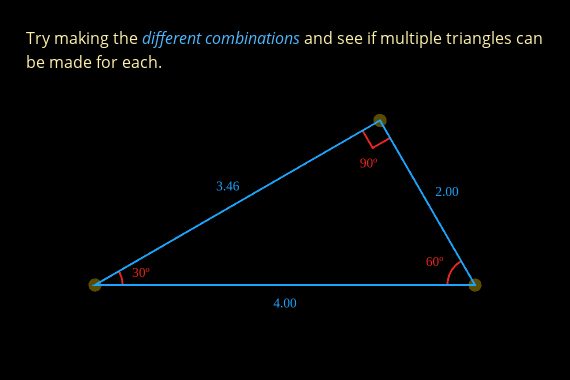 Try making the different combinations and see if multiple triangles can
be made for each.
90º
3.46
2.00
60º
30º
4.00